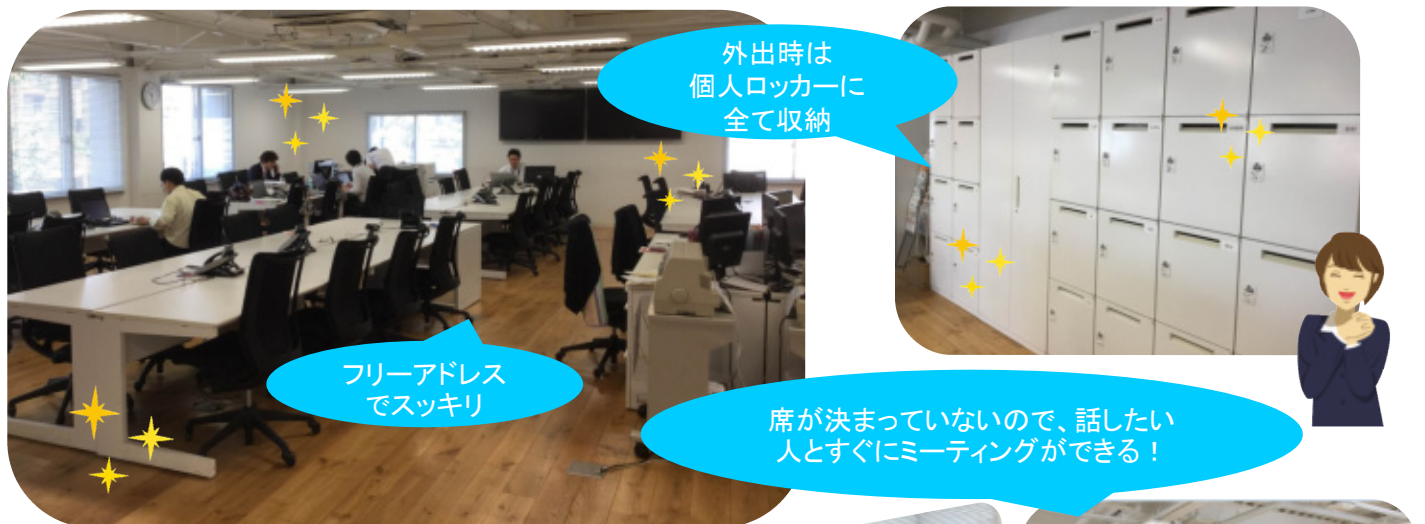 外出時は
個人ロッカーに
全て収納
フリーアドレス
でスッキリ
席が決まっていないので、話したい
人とすぐにミーティングができる！